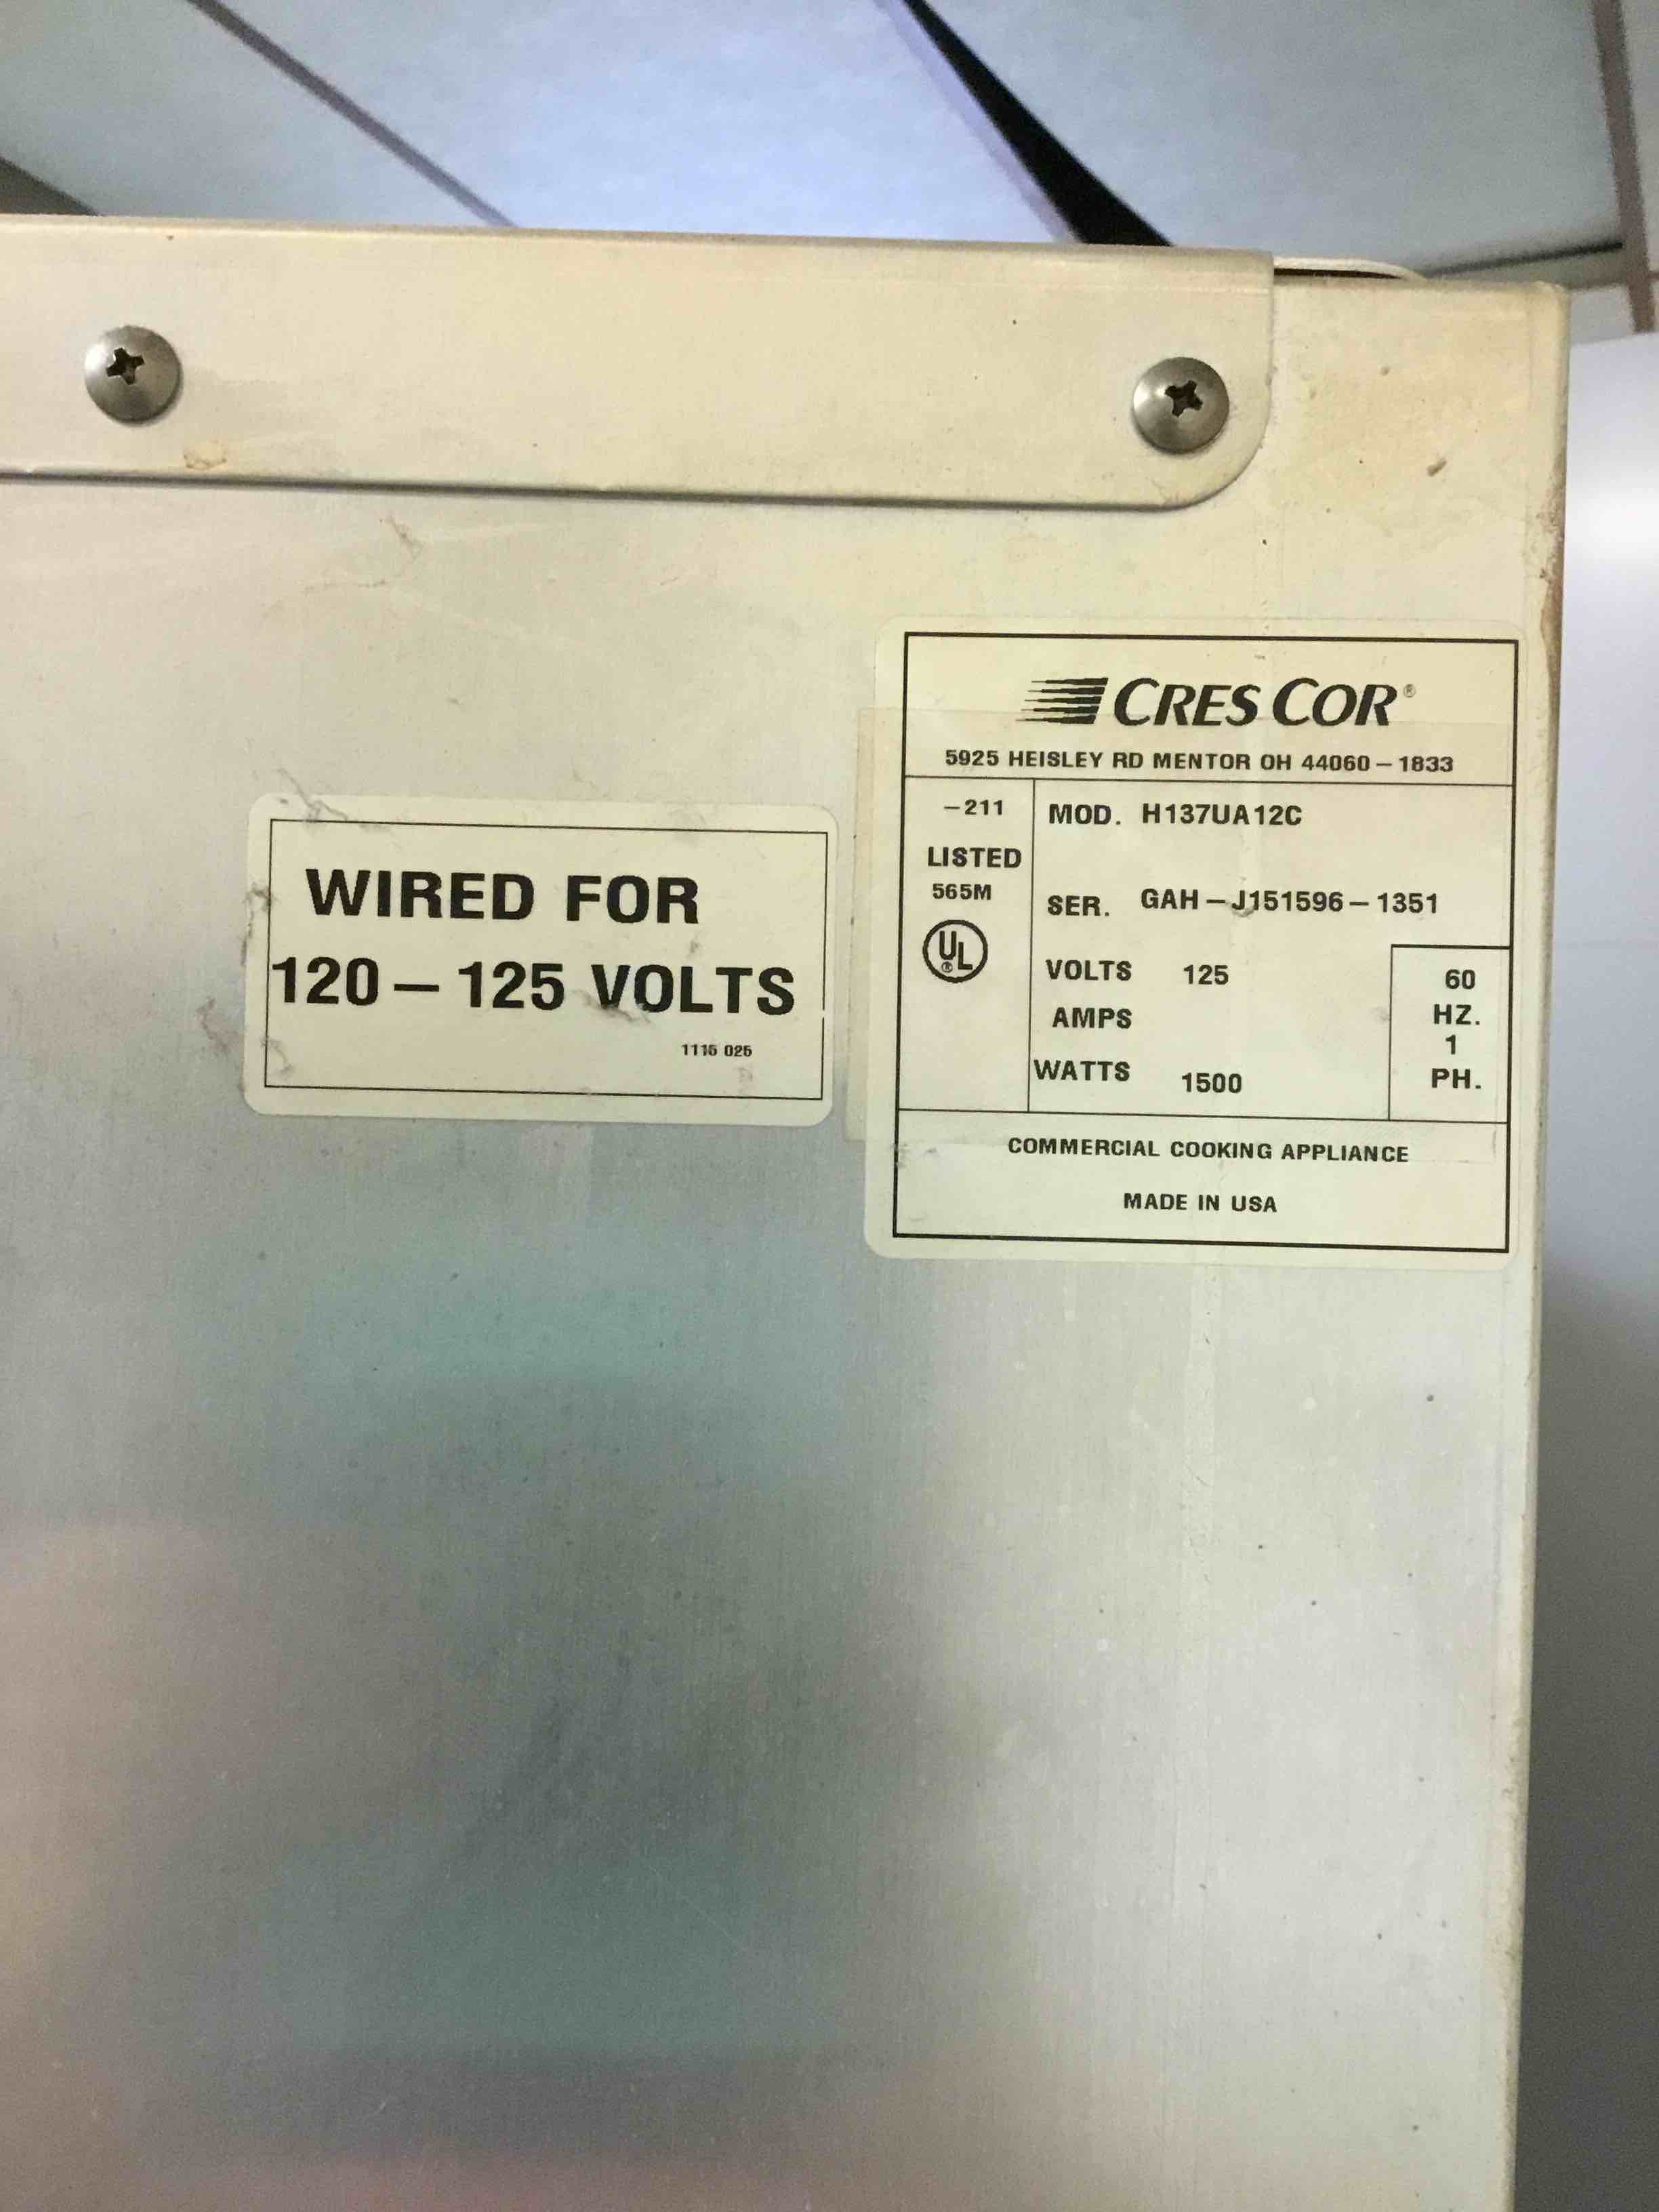 CRES COR®
5925 HEISLEY RD MENTOR OH 44060-1833
-211
LISTED
565M
UL
®
MOD. H137UA12C
SER. GAH-J151596-1351
VOLTS 125
AMPS
WATTS 1500
60
HZ.
1
PH.
COMMERCIAL COOKING APPLIANCE
MADE IN USA
WIRED FOR
120-125 VOLTS
1115 025